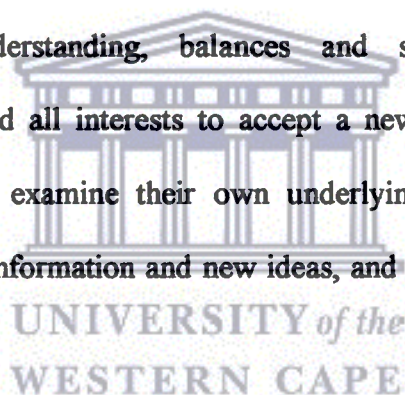 derstanding, balances and s
d all interests to accept a new
examine their own underlyin
nformation and new ideas, and
UNIVERSITY of the
WESTERN CAPE